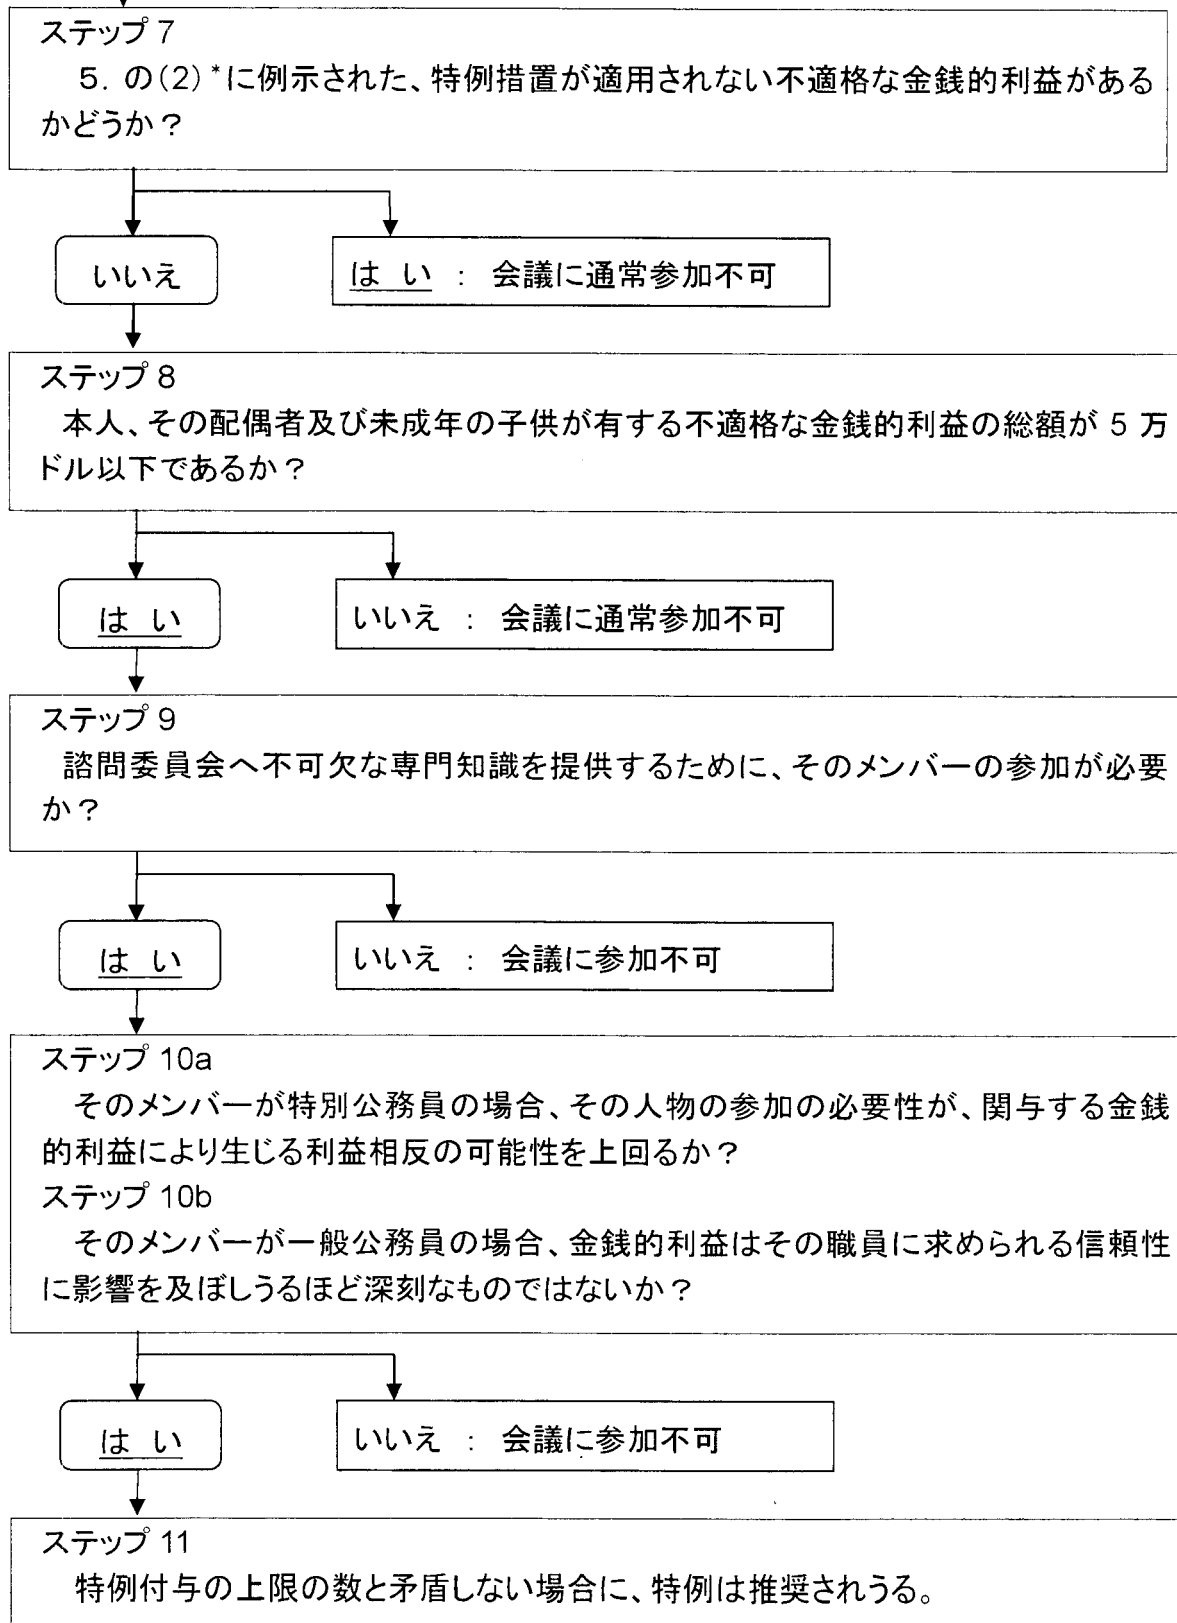 ステップ 7
5. の(2)*に例示された、特例措置が適用されない不適格な金銭的利益がある
かどうか？
いいえ
はい : 会議に通常参加不可
ステップ 8
本人、その配偶者及び未成年の子供が有する不適格な金銭的利益の総額が 5 万
ドル以下であるか？
はい
いいえ : 会議に通常参加不可
ステップ 9
諮問委員会へ不可欠な専門知識を提供するために、そのメンバーの参加が必要
か？
はい
いいえ : 会議に参加不可
ステップ 10a
そのメンバーが特別公務員の場合、その人物の参加の必要性が、関与する金銭
的利益により生じる利益相反の可能性を上回るか？
ステップ 10b
そのメンバーが一般公務員の場合、金銭的利益はその職員に求められる信頼性
に影響を及ぼしうるほど深刻なものではないか？
はい
いいえ : 会議に参加不可
ステップ 11
特例付与の上限の数と矛盾しない場合に、特例は推奨されうる。